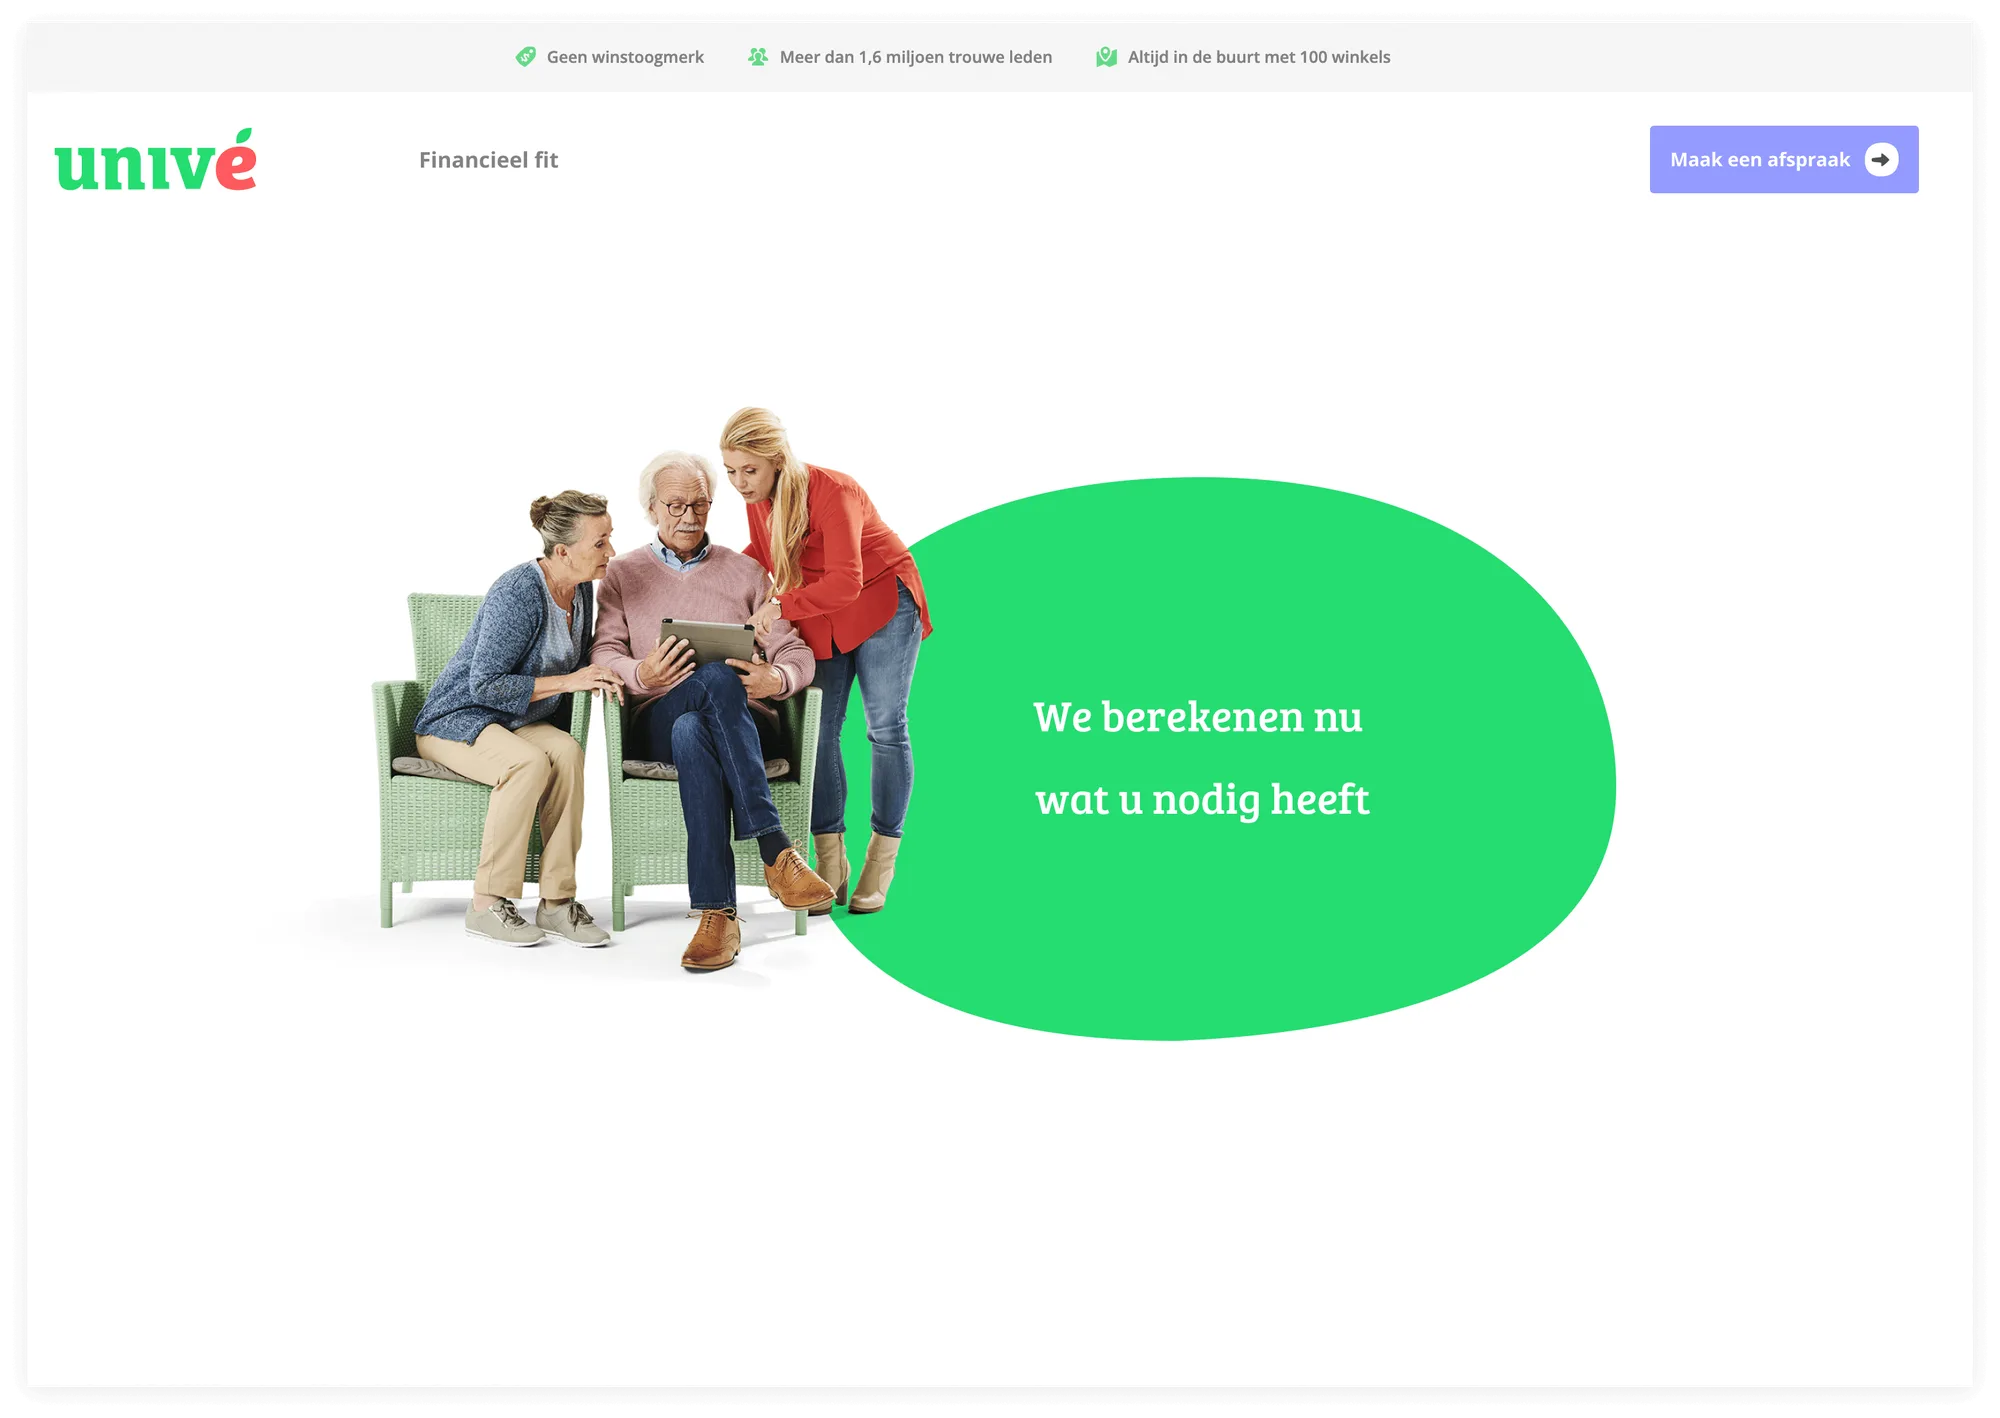 Geen winstoogmerk
Meer dan 1,6 miljoen trouwe leden
Altijd in de buurt met 100 winkels
univé
Financieel fit
Maak een afspraak
We berekenen nu
wat u nodig heeft